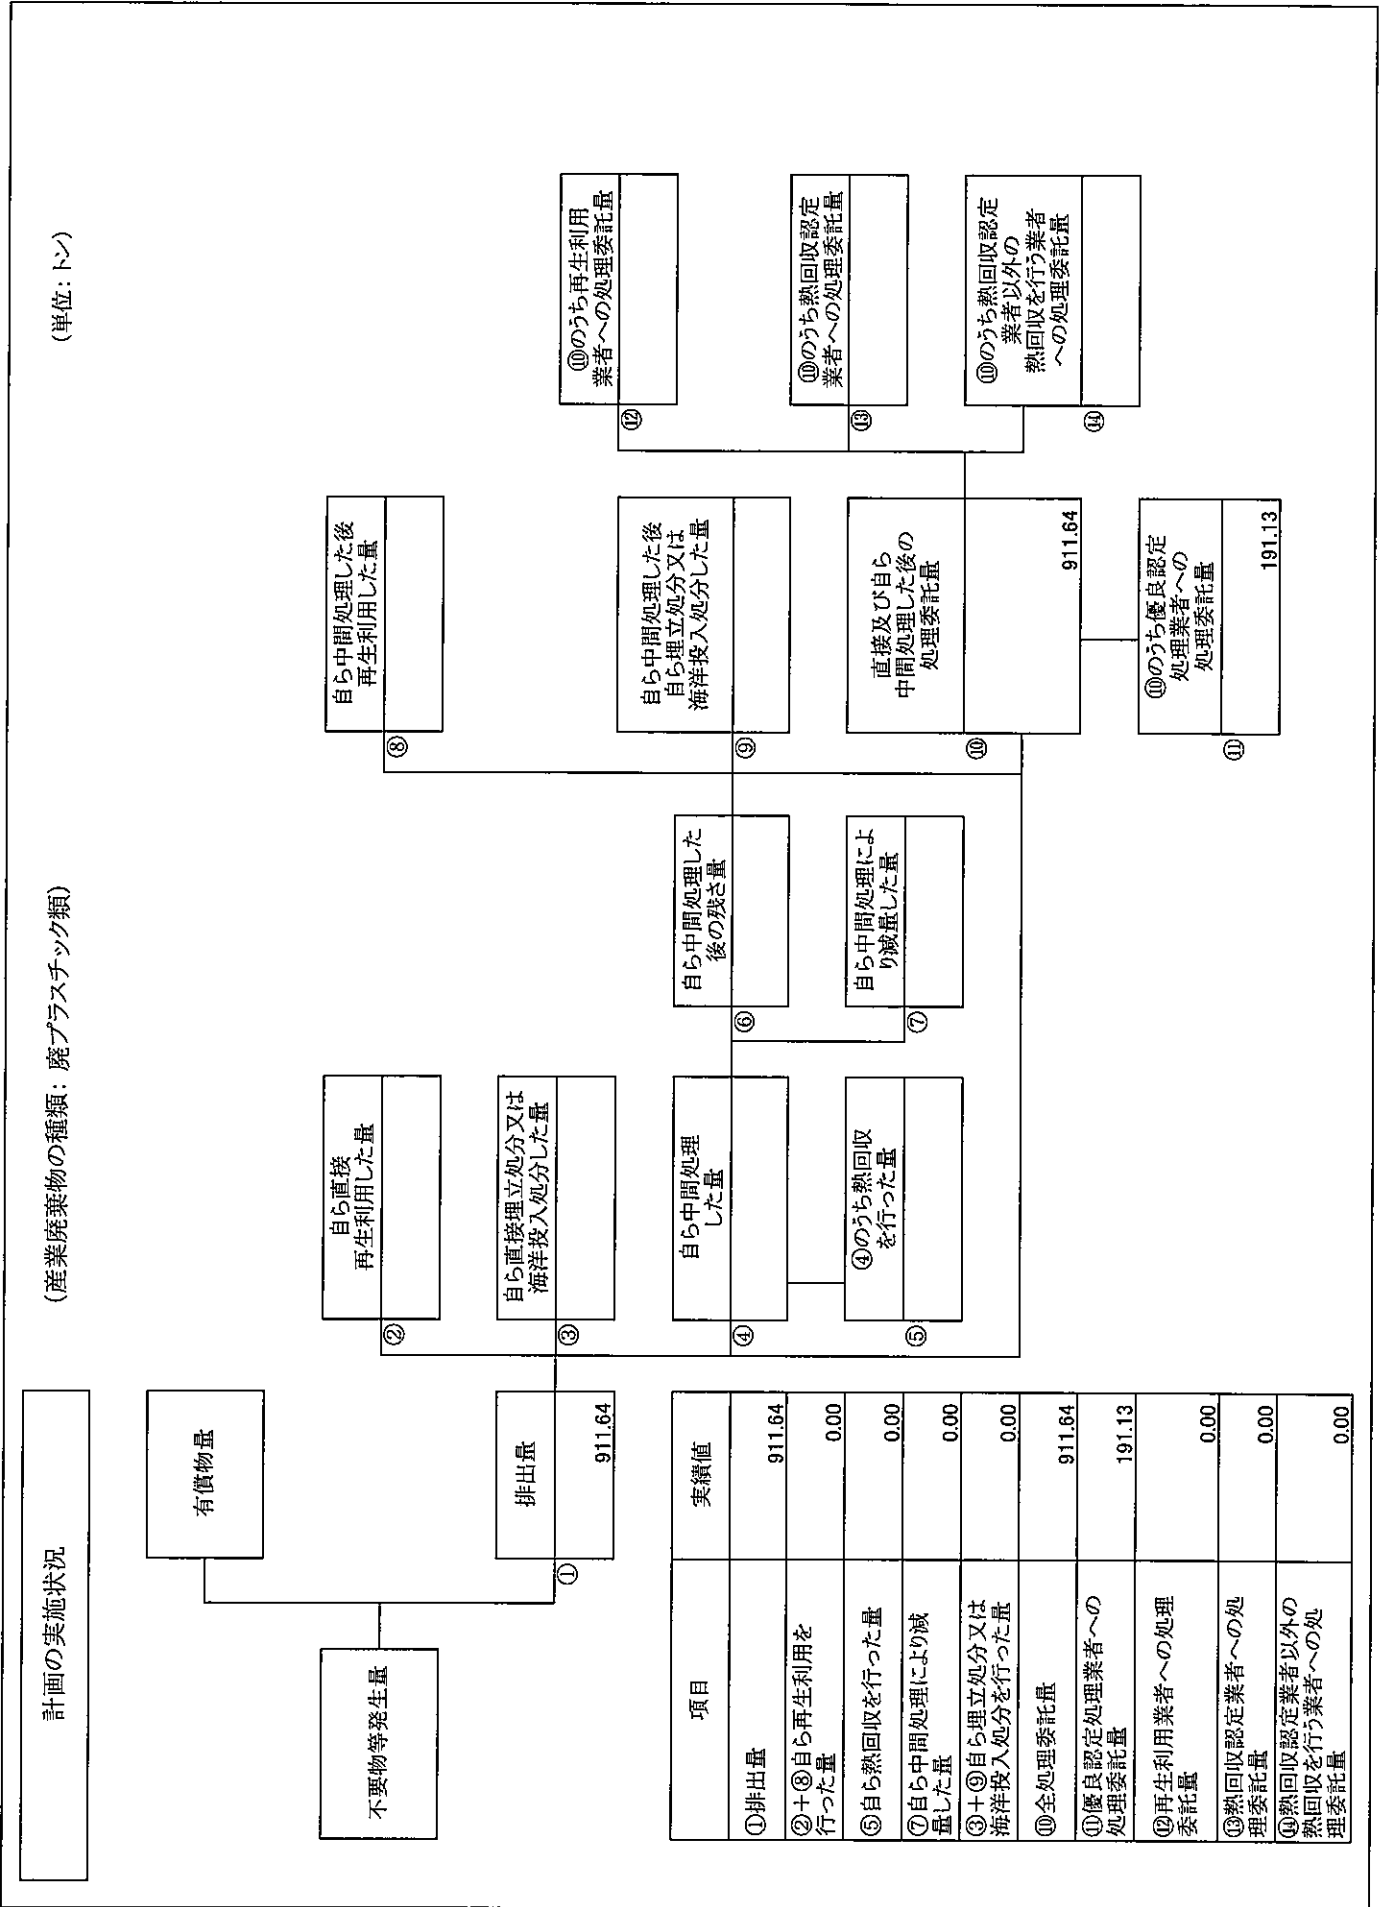 計画の実施状況
(産業廃棄物の種類: 廃プラスチック類)
(単位: トン)
不要物等発生量
有償物量
①
排出量
911.64
②
自ら直接
再生利用した量
③
自ら直接埋立処分又は
海洋投入処分した量
④
自ら中間処理
した量
⑤
④のうち熱回収
を行った量
⑥
自ら中間処理した
後の残さ量
⑦
自ら中間処理によ
り減量した量
⑧
自ら中間処理した後
再生利用した量
⑨
自ら中間処理した後
自ら埋立処分又は
海洋投入処分した量
⑩
直接及び自ら
中間処理した後の
処理委託量
911.64
⑪
⑩のうち優良認定
処理業者への
処理委託量
191.13
⑫
⑩のうち再生利用
業者への処理委託量
⑬
⑩のうち熱回収認定
業者への処理委託量
⑭
⑩のうち熱回収認定
業者以外の
熱回収を行う業者
への処理委託量
項目 実績値
①排出量 911.64
②+⑧自ら再生利用を
行った量 0.00
⑤自ら熱回収を行った量 0.00
⑦自ら中間処理により減
量した量 0.00
③+⑨自ら埋立処分又は
海洋投入処分を行った量 0.00
⑩全処理委託量 911.64
⑪優良認定処理業者への
処理委託量 191.13
⑫再生利用業者への処理
委託量 0.00
⑬熱回収認定業者への処
理委託量 0.00
⑭熱回収認定業者以外の
熱回収を行う業者への処
理委託量 0.00